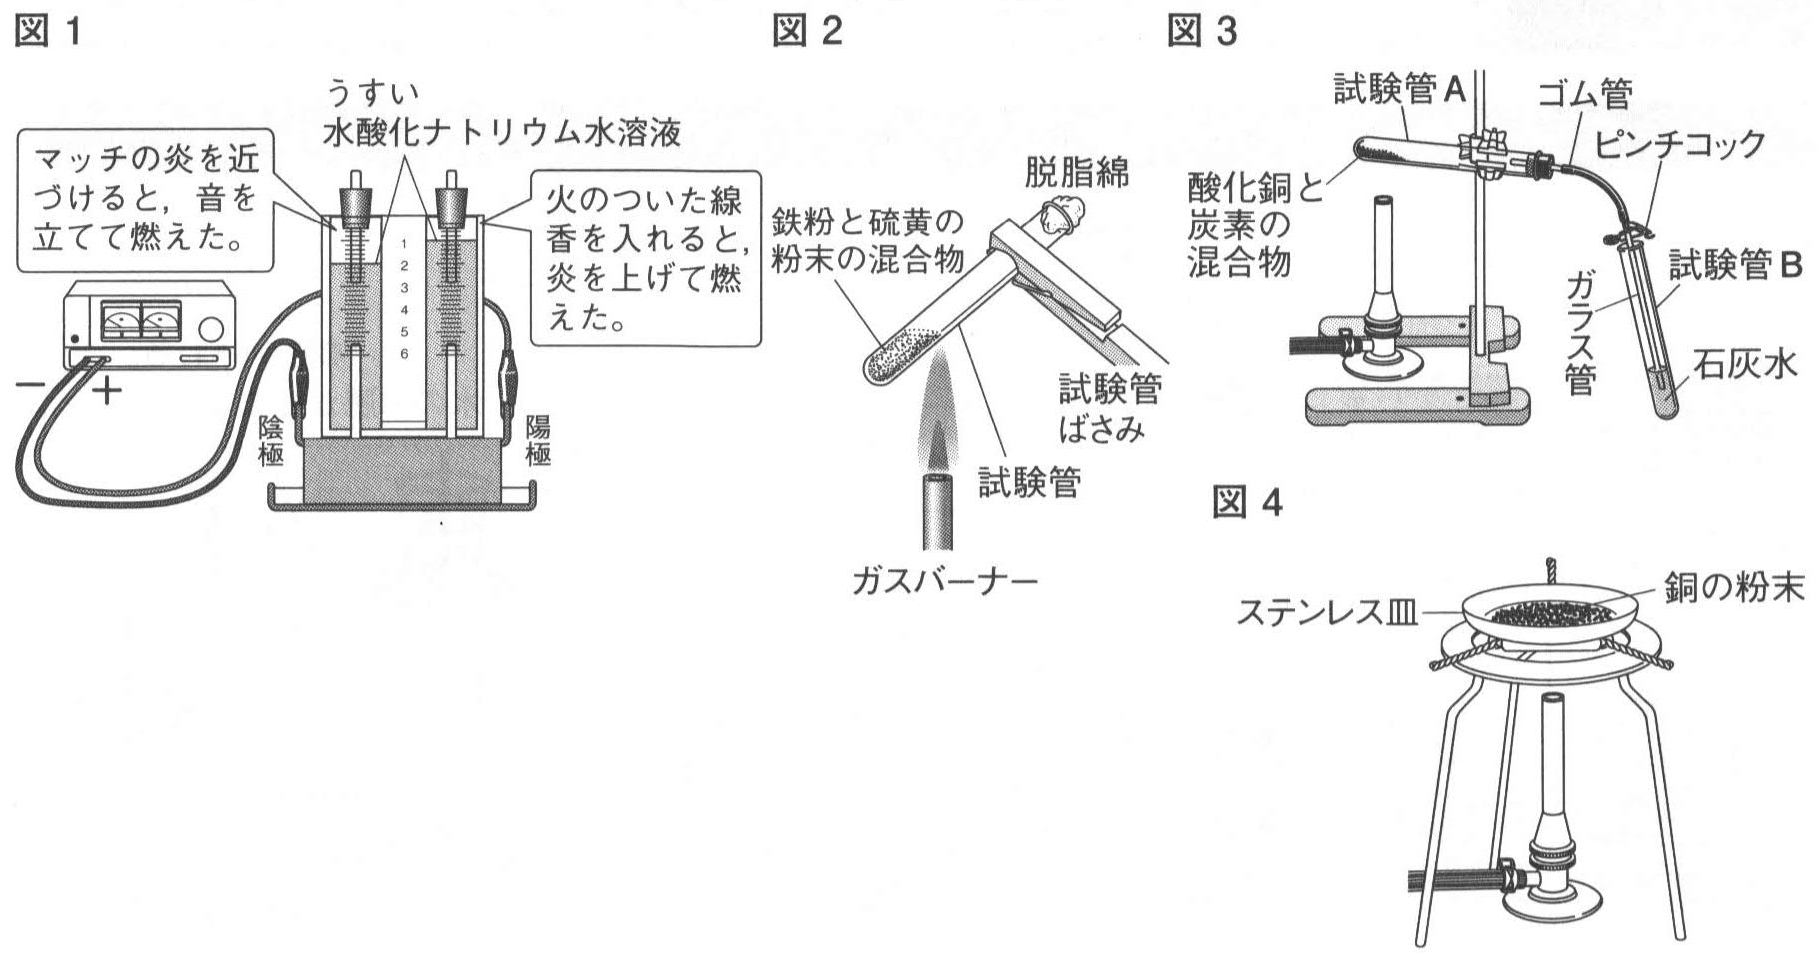 図1
うすい
水酸化ナトリウム水溶液
マッチの炎を近
づけると，音を
立てて燃えた。
火のついた線
香を入れると，
炎を上げて燃
えた。
1
2
3
4
5
6
－
＋
陰極
陽極
図2
脱脂綿
鉄粉と硫黄の
粉末の混合物
試験管
ばさみ
試験管
ガスバーナー
図3
試験管A
ゴム管
ピンチコック
酸化銅と
炭素の
混合物
試験管B
ガラス管
石灰水
図4
ステンレス皿
銅の粉末